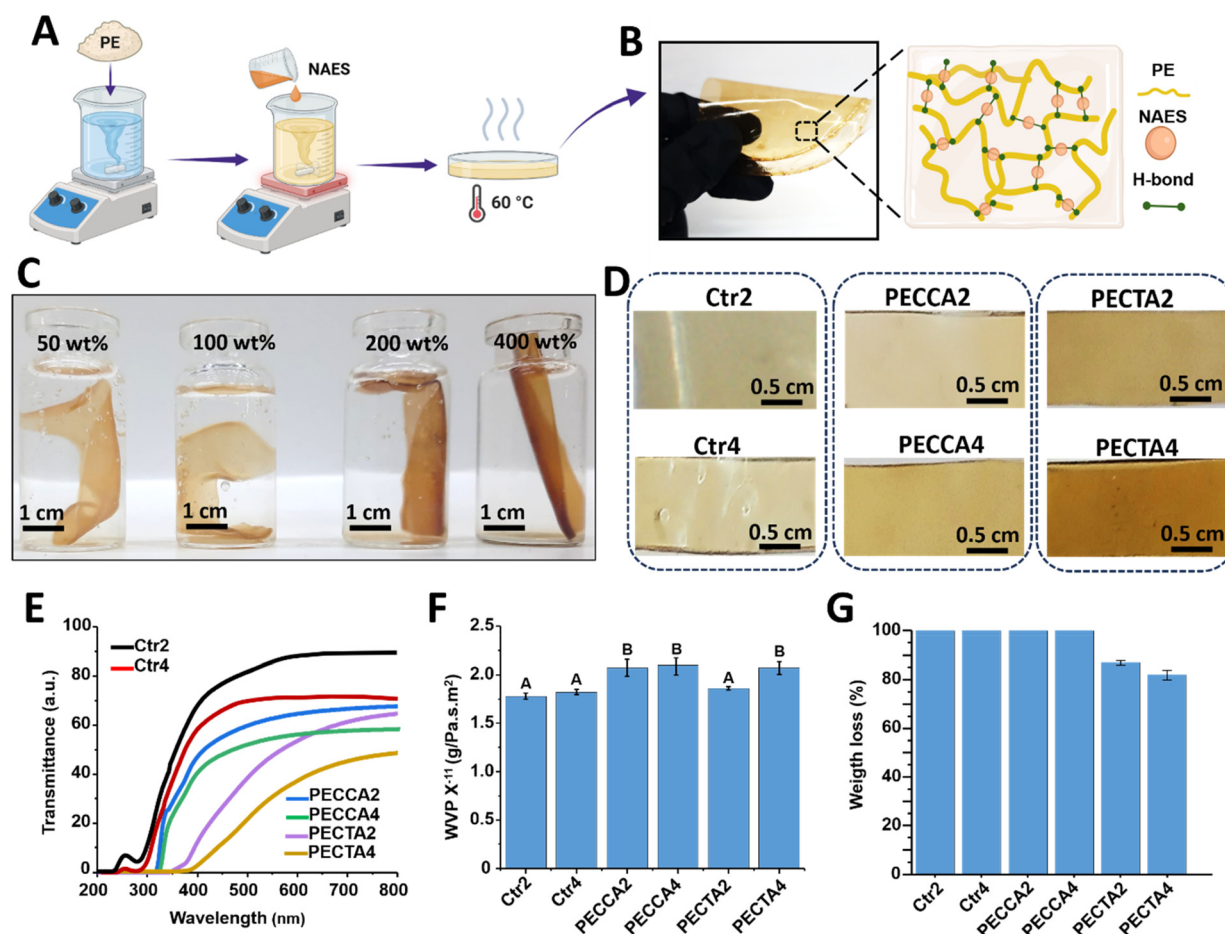 A
PE
NAES
60 °C
B
PE
NAES
H-bond
C
50 wt%
100 wt%
200 wt%
400 wt%
1 cm
1 cm
1 cm
1 cm
D
Ctr2
PECCA2
PECTA2
0.5 cm
0.5 cm
0.5 cm
Ctr4
PECCA4
PECTA4
0.5 cm
0.5 cm
0.5 cm
E
100
80
60
40
20
0
Transmittance (a.u.)
Ctr2
Ctr4
PECCA2
PECCA4
PECTA2
PECTA4
200 300 400 500 600 700 800
Wavelength (nm)
F
2.5
2
1.5
1
0.5
0
WVP X⁻¹¹ (g/Pa.s.m²)
A A B B A B
Ctr2 Ctr4 PECCA2 PECCA4 PECTA2 PECTA4
G
100
80
60
40
20
0
Weigth loss (%)
Ctr2 Ctr4 PECCA2 PECCA4 PECTA2 PECTA4